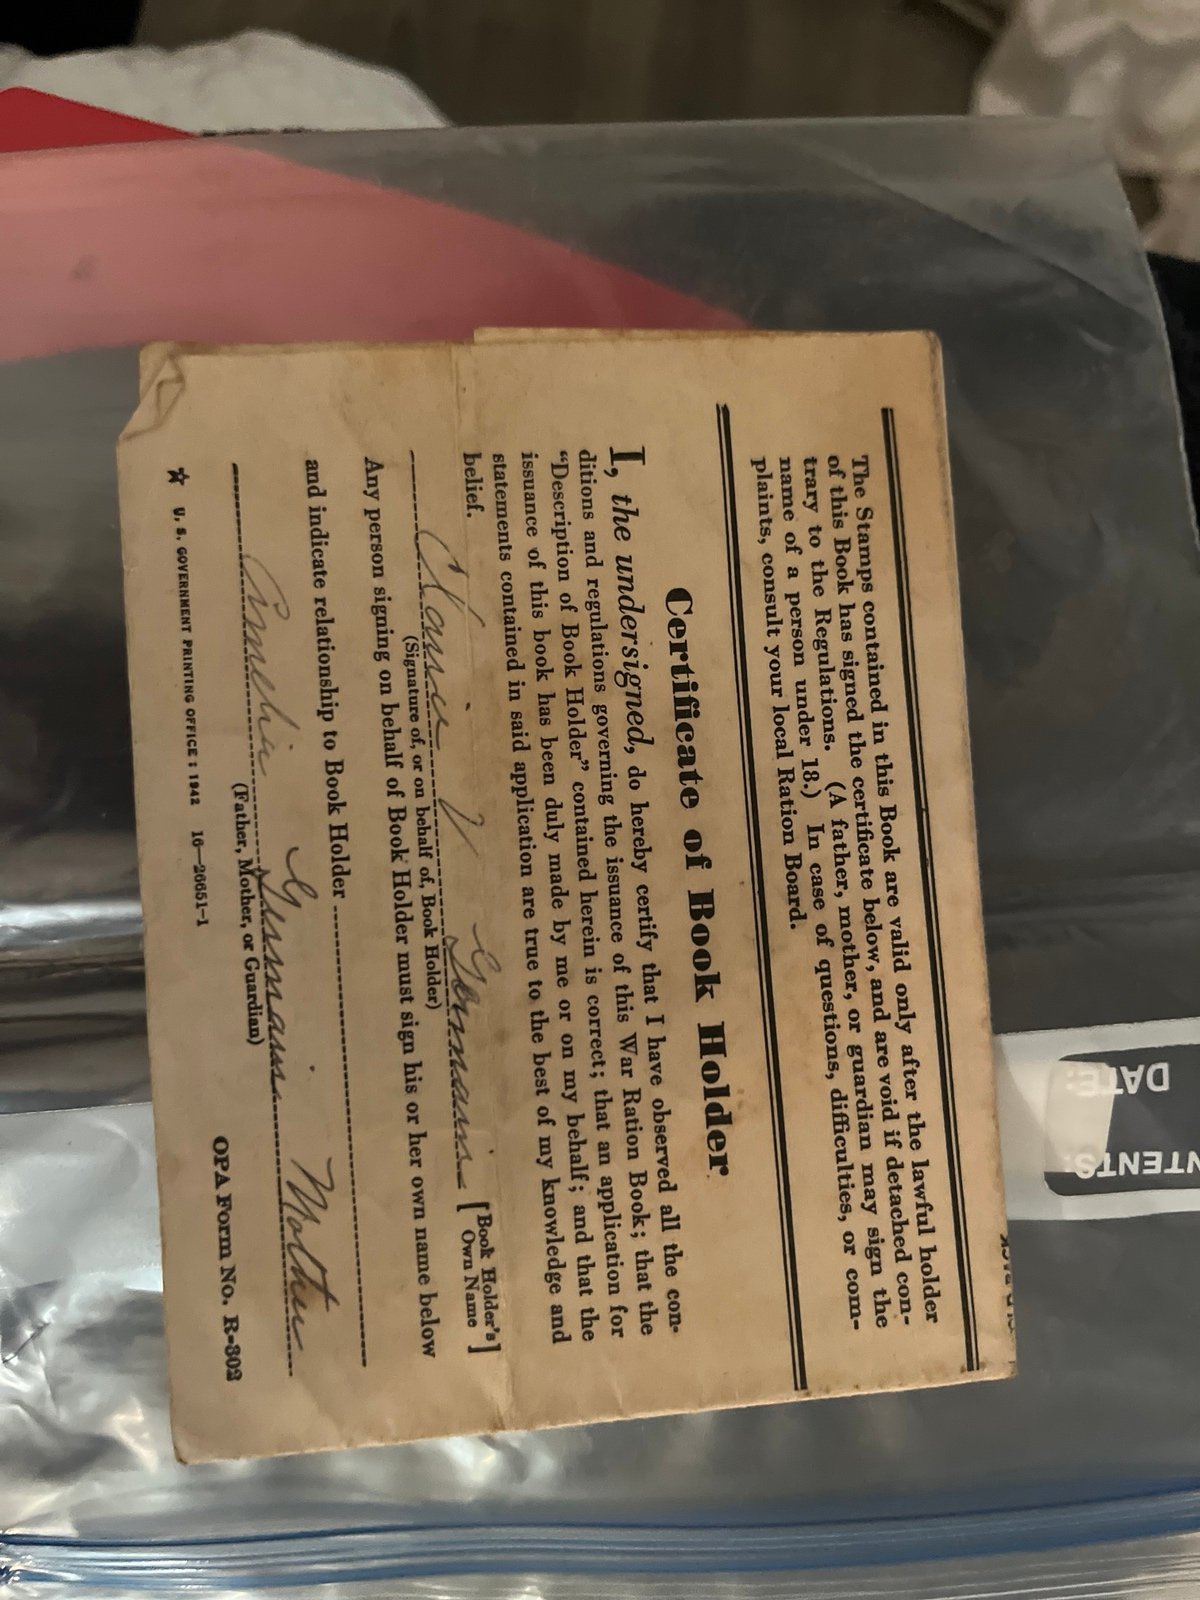 The Stamps contained in this Book are valid only after the lawful holder
of this Book has signed the certificate below, and are void if detached con-
trary to the Regulations. (A father, mother, or guardian may sign the
name of a person under 18.) In case of questions, difficulties, or com-
plaints, consult your local Ration Board.
Certificate of Book Holder
I, the undersigned, do hereby certify that I have observed all the con-
ditions and regulations governing the issuance of this War Ration Book; that the
“Description of Book Holder” contained herein is correct; that an application for
issuance of this book has been duly made by me or on my behalf; and that the
statements contained in said application are true to the best of my knowledge and
belief.
V. Germain [Book Holder's Own Name]
(Signature of, or on behalf of, Book Holder)
Any person signing on behalf of Book Holder must sign his or her own name below
and indicate relationship to Book Holder
Germain Mother
(Father, Mother, or Guardian)
☆ U. S. GOVERNMENT PRINTING OFFICE : 1942 16—26651-1
OPA Form No. R-302
DATE: